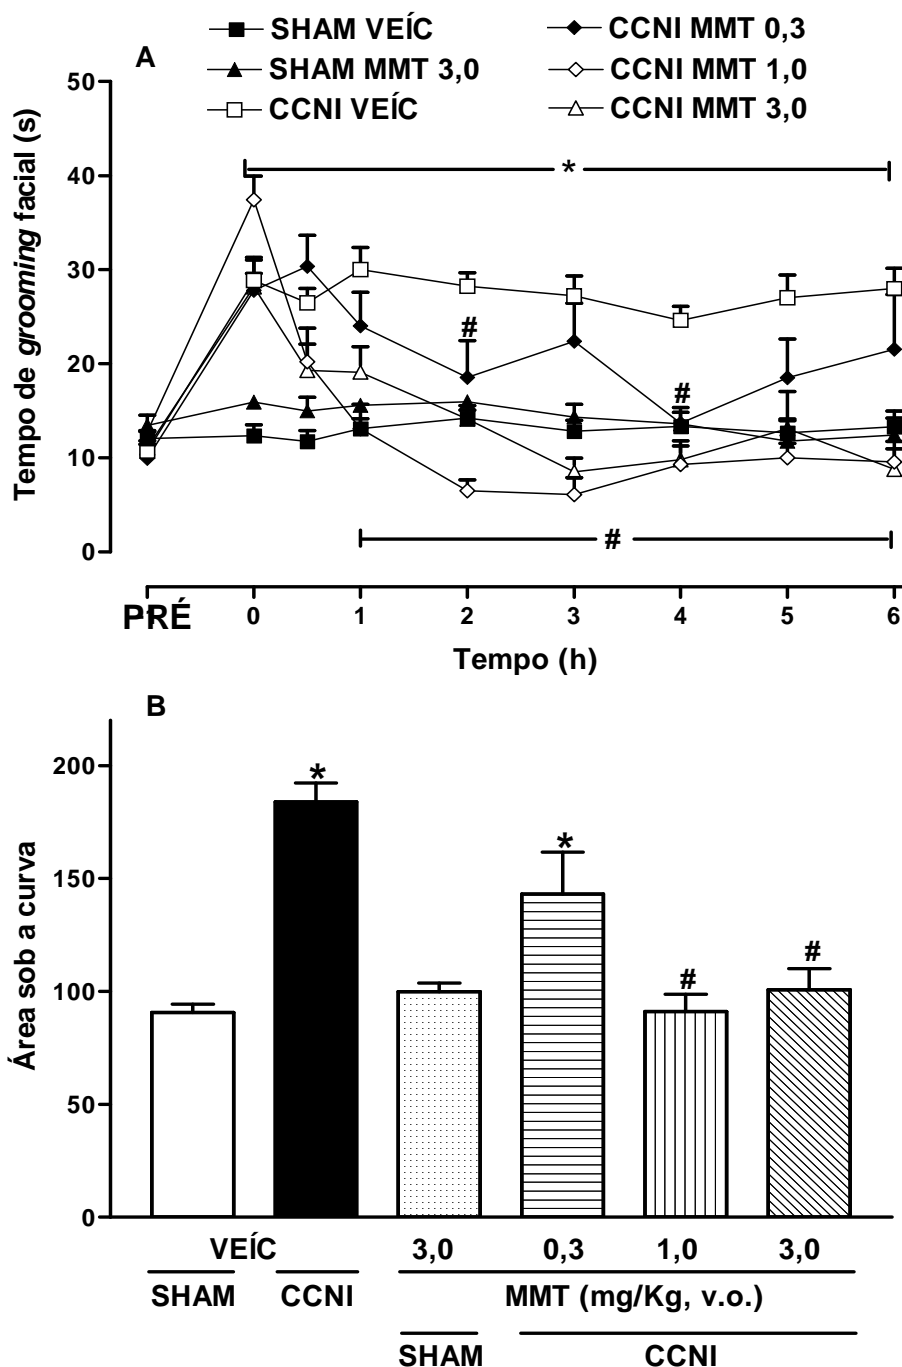 SHAM VEÍC
CCNI MMT 0,3
A
SHAM MMT 3,0
CCNI MMT 1,0
CCNI VEÍC
CCNI MMT 3,0
Tempo de grooming facial (s)
50
40
30
20
10
0
*
#
#
#
PRÉ
0
1
2
3
4
5
6
Tempo (h)
B
Área sob a curva
200
150
100
50
0
*
*
#
#
VEÍC
3,0
0,3
1,0
3,0
SHAM
CCNI
MMT (mg/Kg, v.o.)
SHAM
CCNI